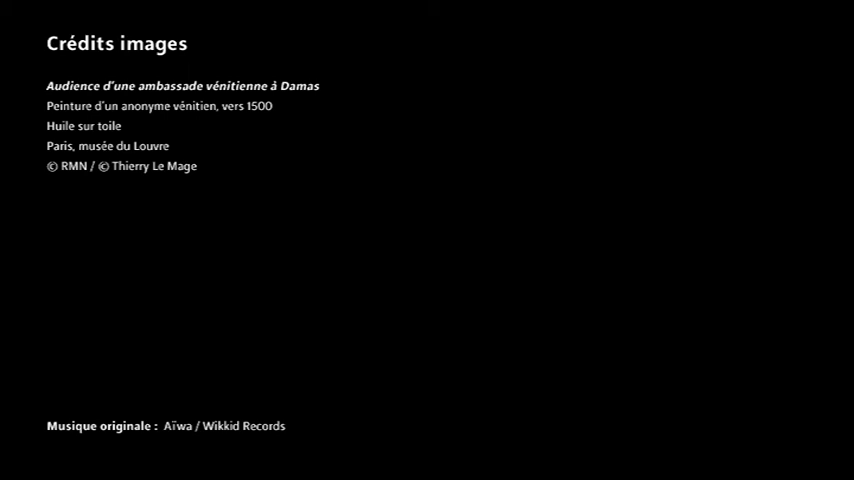 Crédits images
Audience d'une ambassade vénitienne à Damas
Peinture d'un anonyme vénitien, vers 1500
Huile sur toile
Paris, musée du Louvre
© RMN / © Thierry Le Mage
Musique originale : Aïwa / Wikkid Records